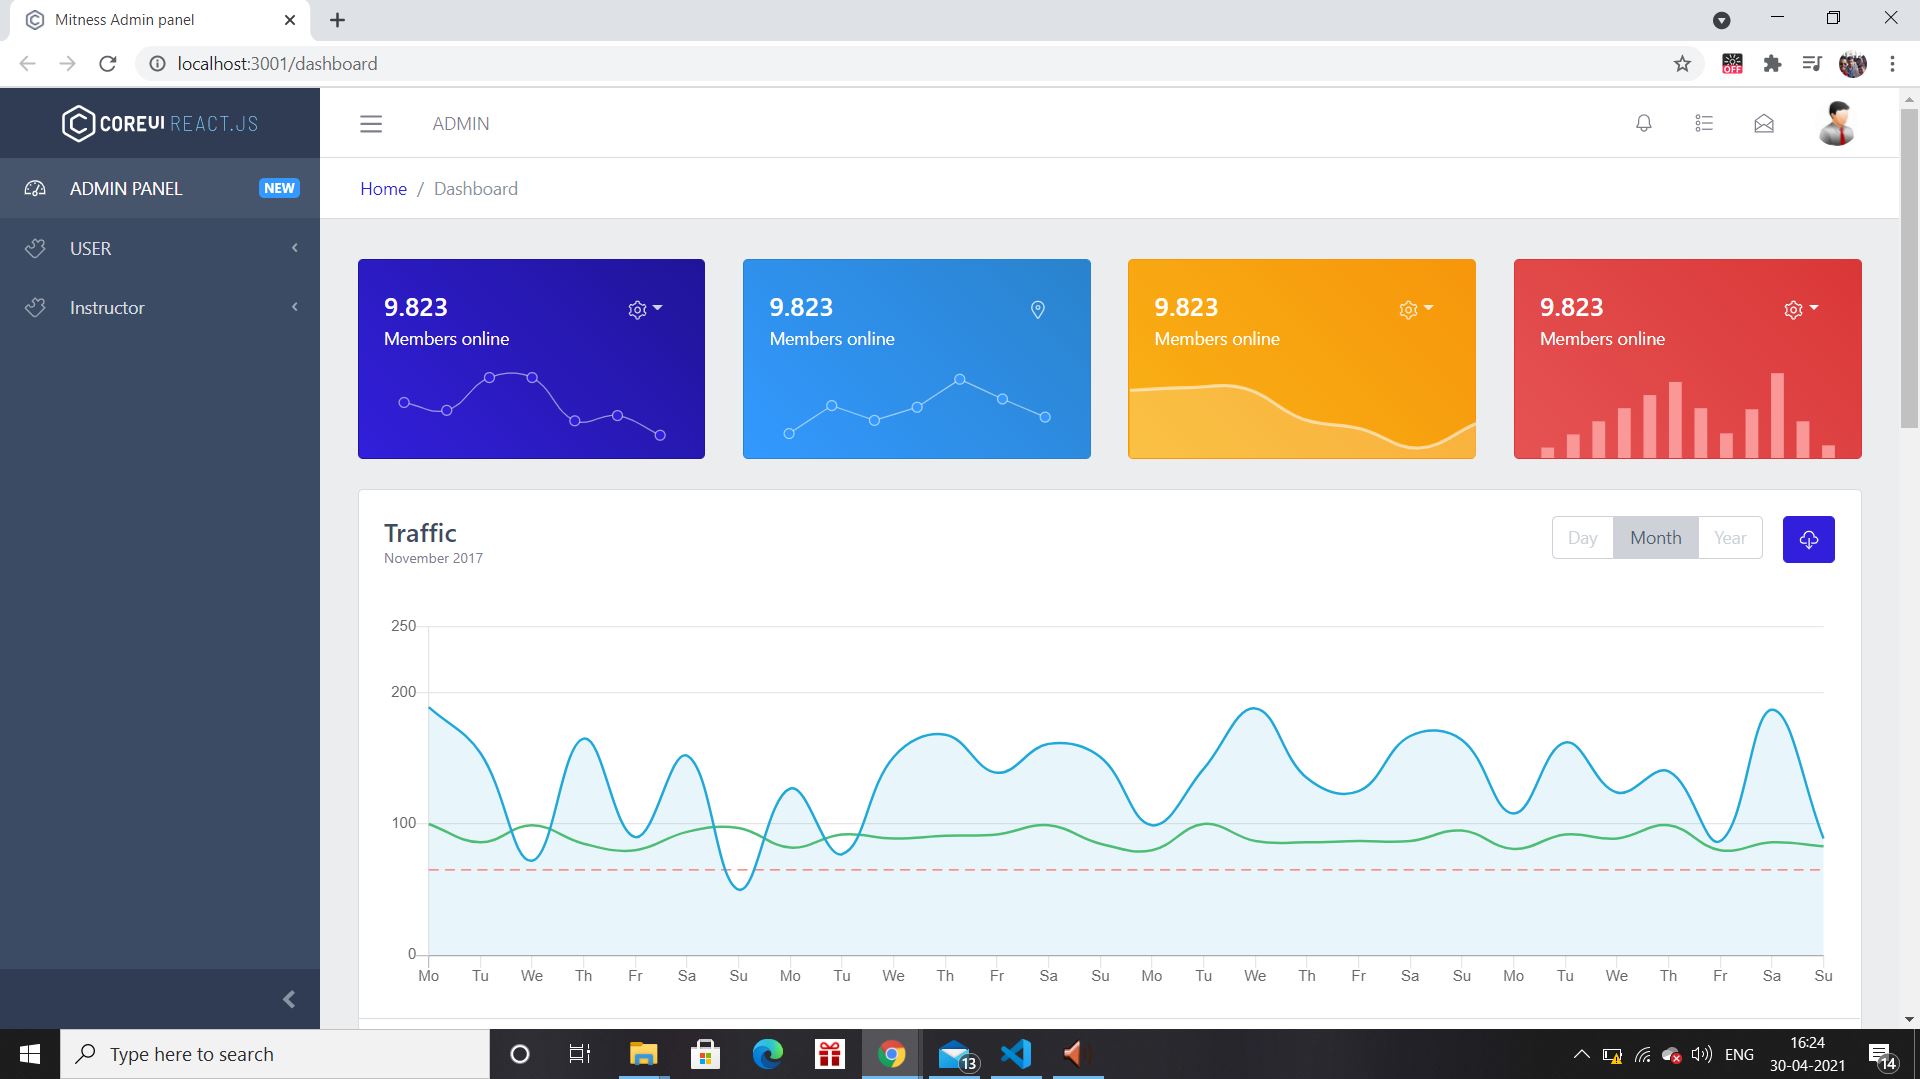 Mitness Admin panel
localhost:3001/dashboard
OFF
COREUI REACT.JS
ADMIN
ADMIN PANEL NEW
Home / Dashboard
USER
Instructor
9.823
Members online
9.823
Members online
9.823
Members online
9.823
Members online
Traffic
November 2017
Day Month Year
250
200
100
0
Mo Tu We Th Fr Sa Su Mo Tu We Th Fr Sa Su Mo Tu We Th Fr Sa Su Mo Tu We Th Fr Sa Su
Type here to search
13
ENG
16:24
30-04-2021
14